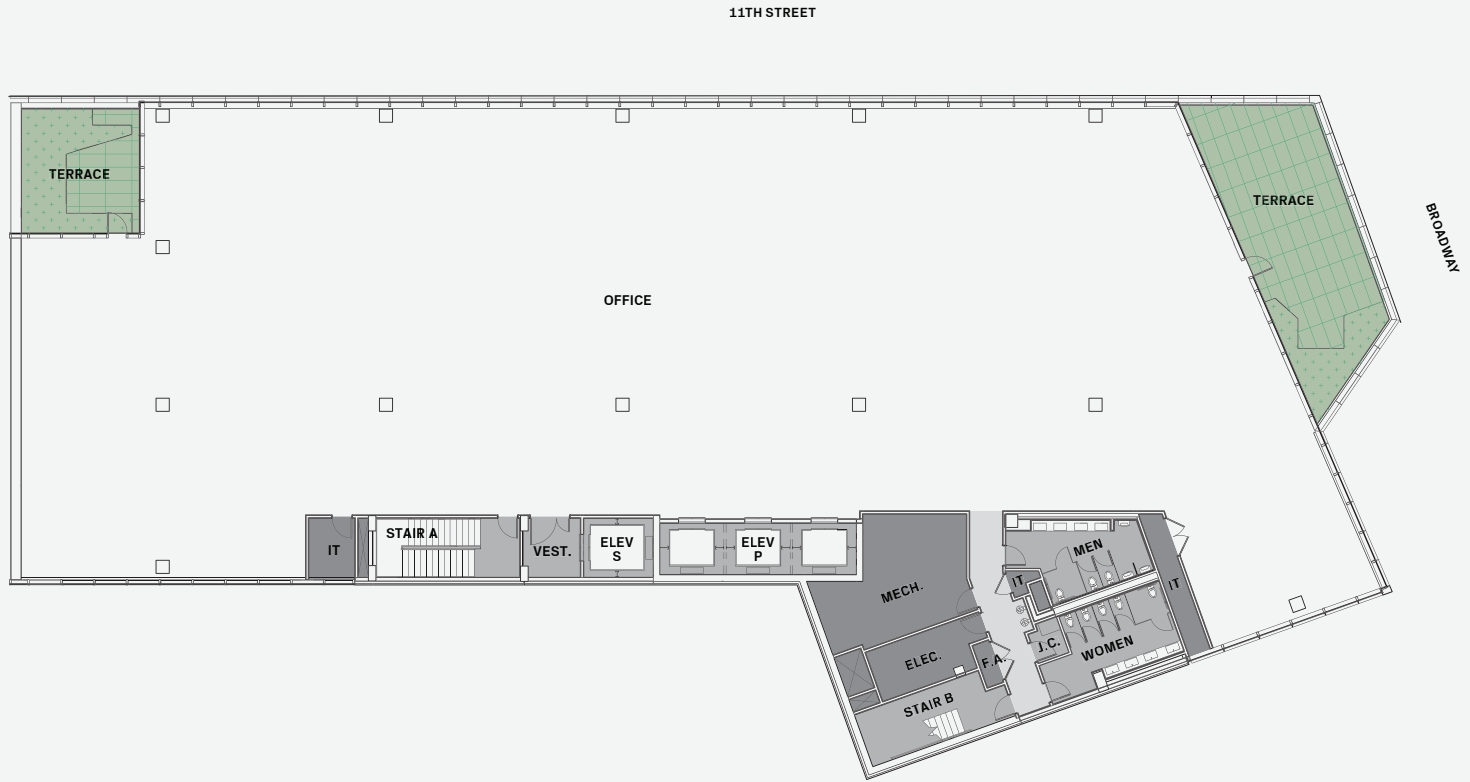 11TH STREET
TERRACE
TERRACE
BROADWAY
OFFICE
IT
STAIR A
VEST.
ELEV
S
ELEV
P
MECH.
ELEC.
F.A.
STAIR B
IT
J.C.
MEN
WOMEN
IT